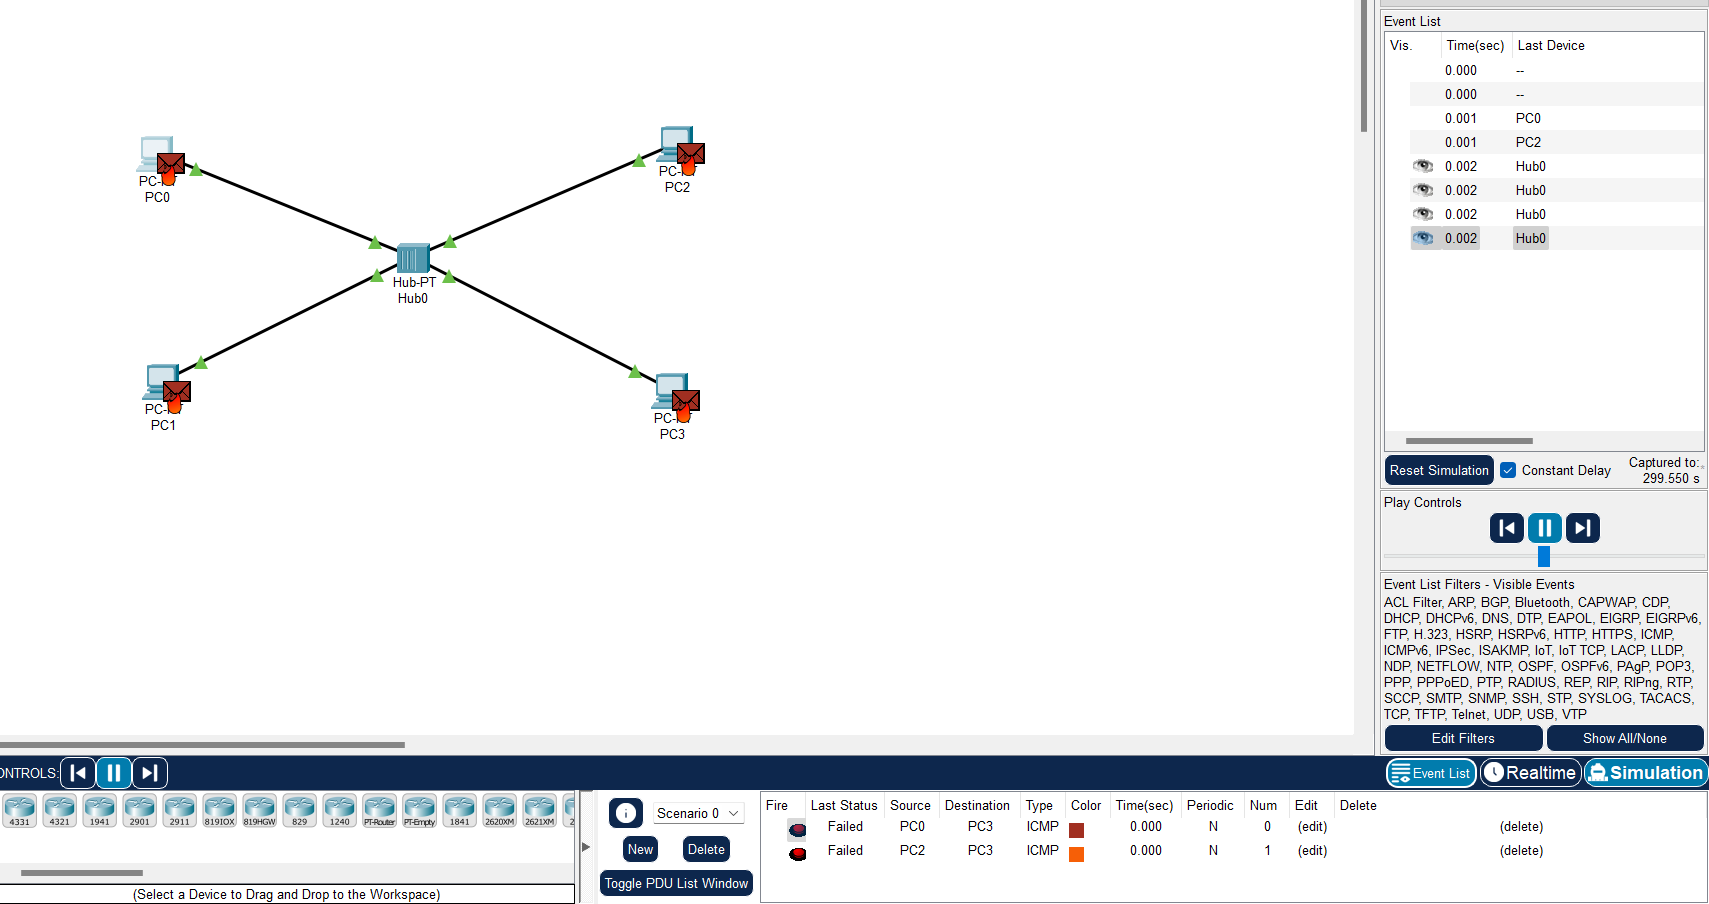 Event List
Vis. Time(sec) Last Device
0.000 --
0.000 --
0.001 PC0
0.001 PC2
0.002 Hub0
0.002 Hub0
0.002 Hub0
0.002 Hub0
PC0
PC2
Hub-PT
Hub0
PC1
PC3
Reset Simulation Constant Delay Captured to:
299.550 s
Play Controls
Event List Filters - Visible Events
ACL Filter, ARP, BGP, Bluetooth, CAPWAP, CDP,
DHCP, DHCPv6, DNS, DTP, EAPOL, EIGRP, EIGRPv6,
FTP, H.323, HSRP, HSRPv6, HTTP, HTTPS, ICMP,
ICMPv6, IPSec, ISAKMP, IoT, IoT TCP, LACP, LLDP,
NDP, NETFLOW, NTP, OSPF, OSPFv6, PAgP, POP3,
PPP, PPPoED, PTP, RADIUS, REP, RIP, RIPng, RTP,
SCCP, SMTP, SNMP, SSH, STP, SYSLOG, TACACS,
TCP, TFTP, Telnet, UDP, USB, VTP
Edit Filters Show All/None
ONTROLS: Event List Realtime Simulation
4331 4321 1941 2901 2911 819IOX 819HGW 829 1240 PT-Router PT-Empty 1841 2620XM 2621XM 2
(Select a Device to Drag and Drop to the Workspace)
Scenario 0
New Delete
Toggle PDU List Window
Fire Last Status Source Destination Type Color Time(sec) Periodic Num Edit Delete
Failed PC0 PC3 ICMP 0.000 N 0 (edit) (delete)
Failed PC2 PC3 ICMP 0.000 N 1 (edit) (delete)